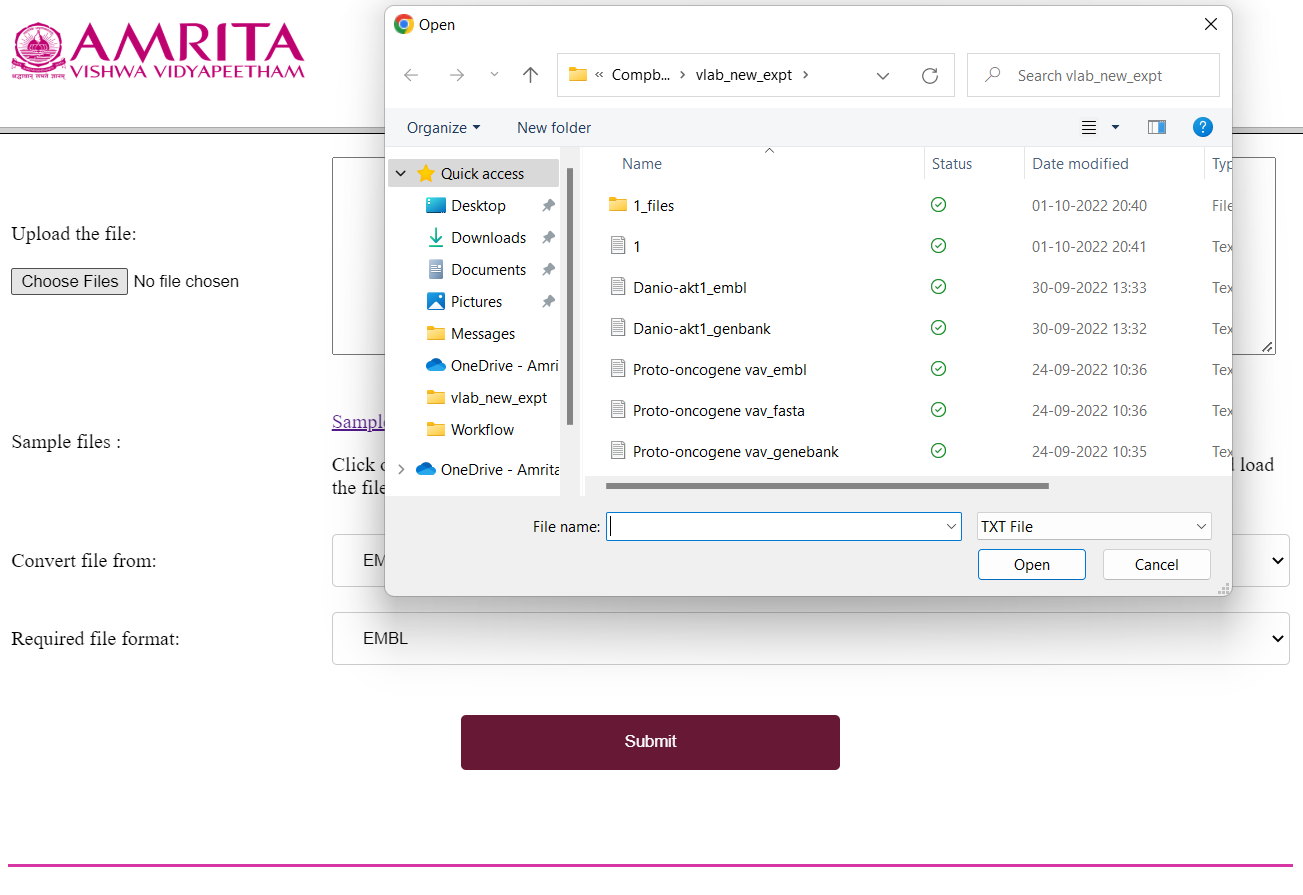 AMRITA
VISHWA VIDYAPEETHAM
Open
« Compb... › vlab_new_expt ›
Search vlab_new_expt
Organize
New folder
?
Name
Status
Date modified
Typ
Quick access
Desktop
Downloads
Documents
Pictures
Messages
OneDrive - Amri
vlab_new_expt
Workflow
OneDrive - Amrita
1_files 01-10-2022 20:40 File
1 01-10-2022 20:41 Tex
Danio-akt1_embl 30-09-2022 13:33 Tex
Danio-akt1_genbank 30-09-2022 13:32 Tex
Proto-oncogene vav_embl 24-09-2022 10:36 Tex
Proto-oncogene vav_fasta 24-09-2022 10:36 Tex
Proto-oncogene vav_genebank 24-09-2022 10:35 Tex
File name:
TXT File
Open
Cancel
Upload the file:
Choose Files No file chosen
Sample files :
Sample
Click
load
the file
Convert file from:
EM
Required file format:
EMBL
Submit